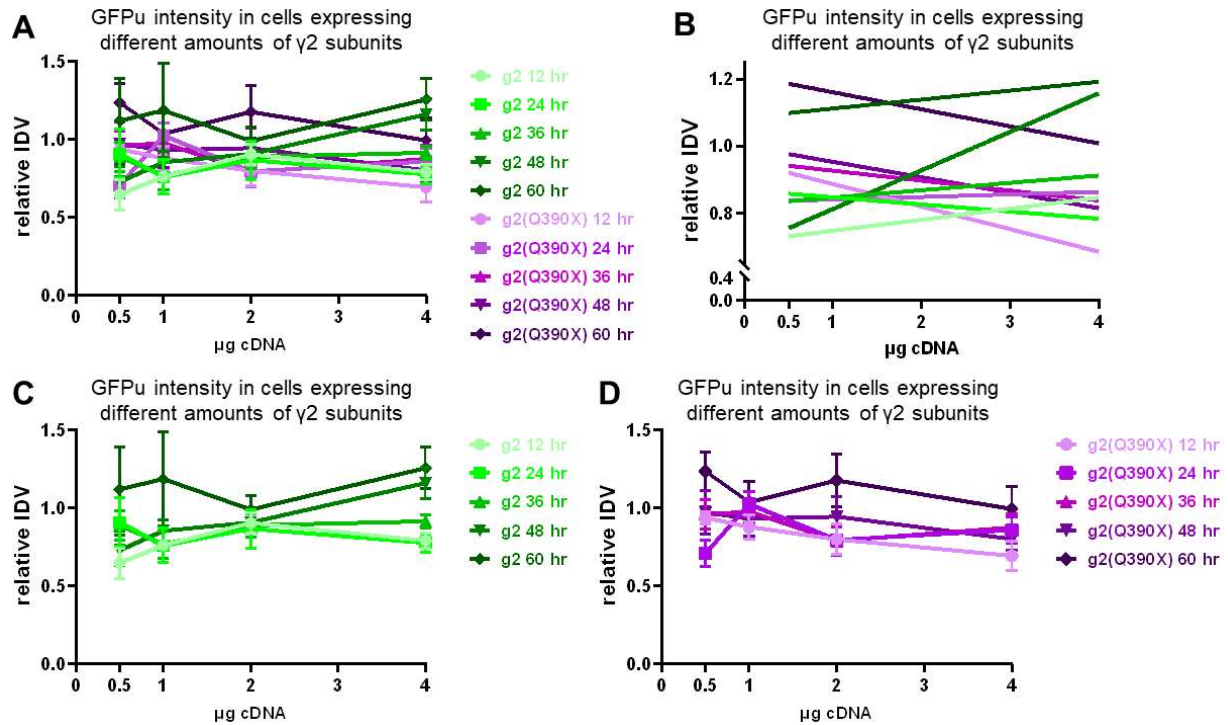 A
GFPu intensity in cells expressing
different amounts of γ2 subunits
relative IDV
1.5
1.0
0.5
0.0
0 0.5 1 2 3 4
µg cDNA
g2 12 hr
g2 24 hr
g2 36 hr
g2 48 hr
g2 60 hr
g2(Q390X) 12 hr
g2(Q390X) 24 hr
g2(Q390X) 36 hr
g2(Q390X) 48 hr
g2(Q390X) 60 hr
B
GFPu intensity in cells expressing
different amounts of γ2 subunits
relative IDV
1.2
1.0
0.8
0.4
0.0
0 1 2 3 4
µg cDNA
C
GFPu intensity in cells expressing
different amounts of γ2 subunits
relative IDV
1.5
1.0
0.5
0.0
0 0.5 1 2 3 4
µg cDNA
g2 12 hr
g2 24 hr
g2 36 hr
g2 48 hr
g2 60 hr
D
GFPu intensity in cells expressing
different amounts of γ2 subunits
relative IDV
1.5
1.0
0.5
0.0
0 0.5 1 2 3 4
µg cDNA
g2(Q390X) 12 hr
g2(Q390X) 24 hr
g2(Q390X) 36 hr
g2(Q390X) 48 hr
g2(Q390X) 60 hr